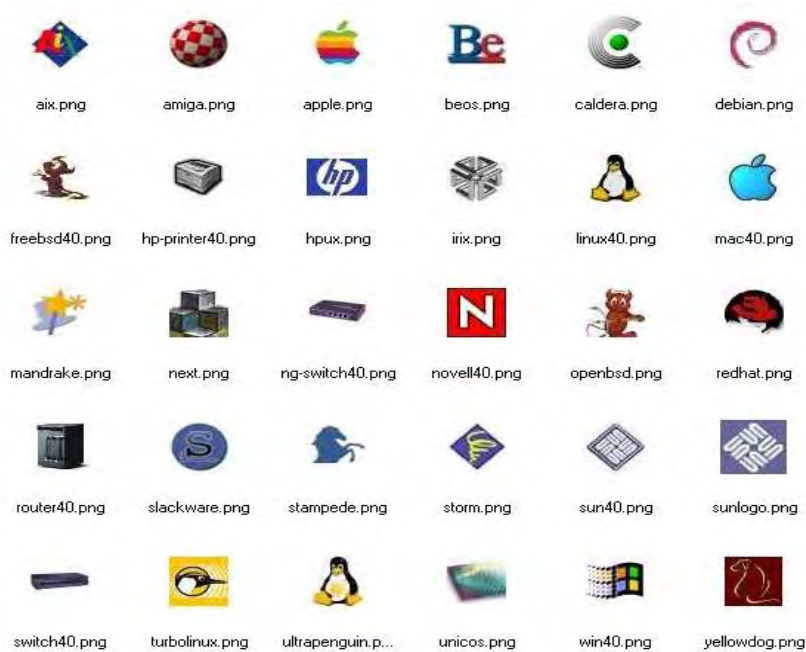 aix.png amiga.png apple.png beos.png caldera.png debian.png
hp
freebsd40.png hp-printer40.png hpux.png irix.png linux40.png mac40.png
N
mandrake.png next.png ng-switch40.png novell40.png openbsd.png redhat.png
S
router40.png slackware.png stampede.png storm.png sun40.png sunlogo.png
switch40.png turbolinux.png ultrapenguin.p... unicos.png win40.png yellowdog.png